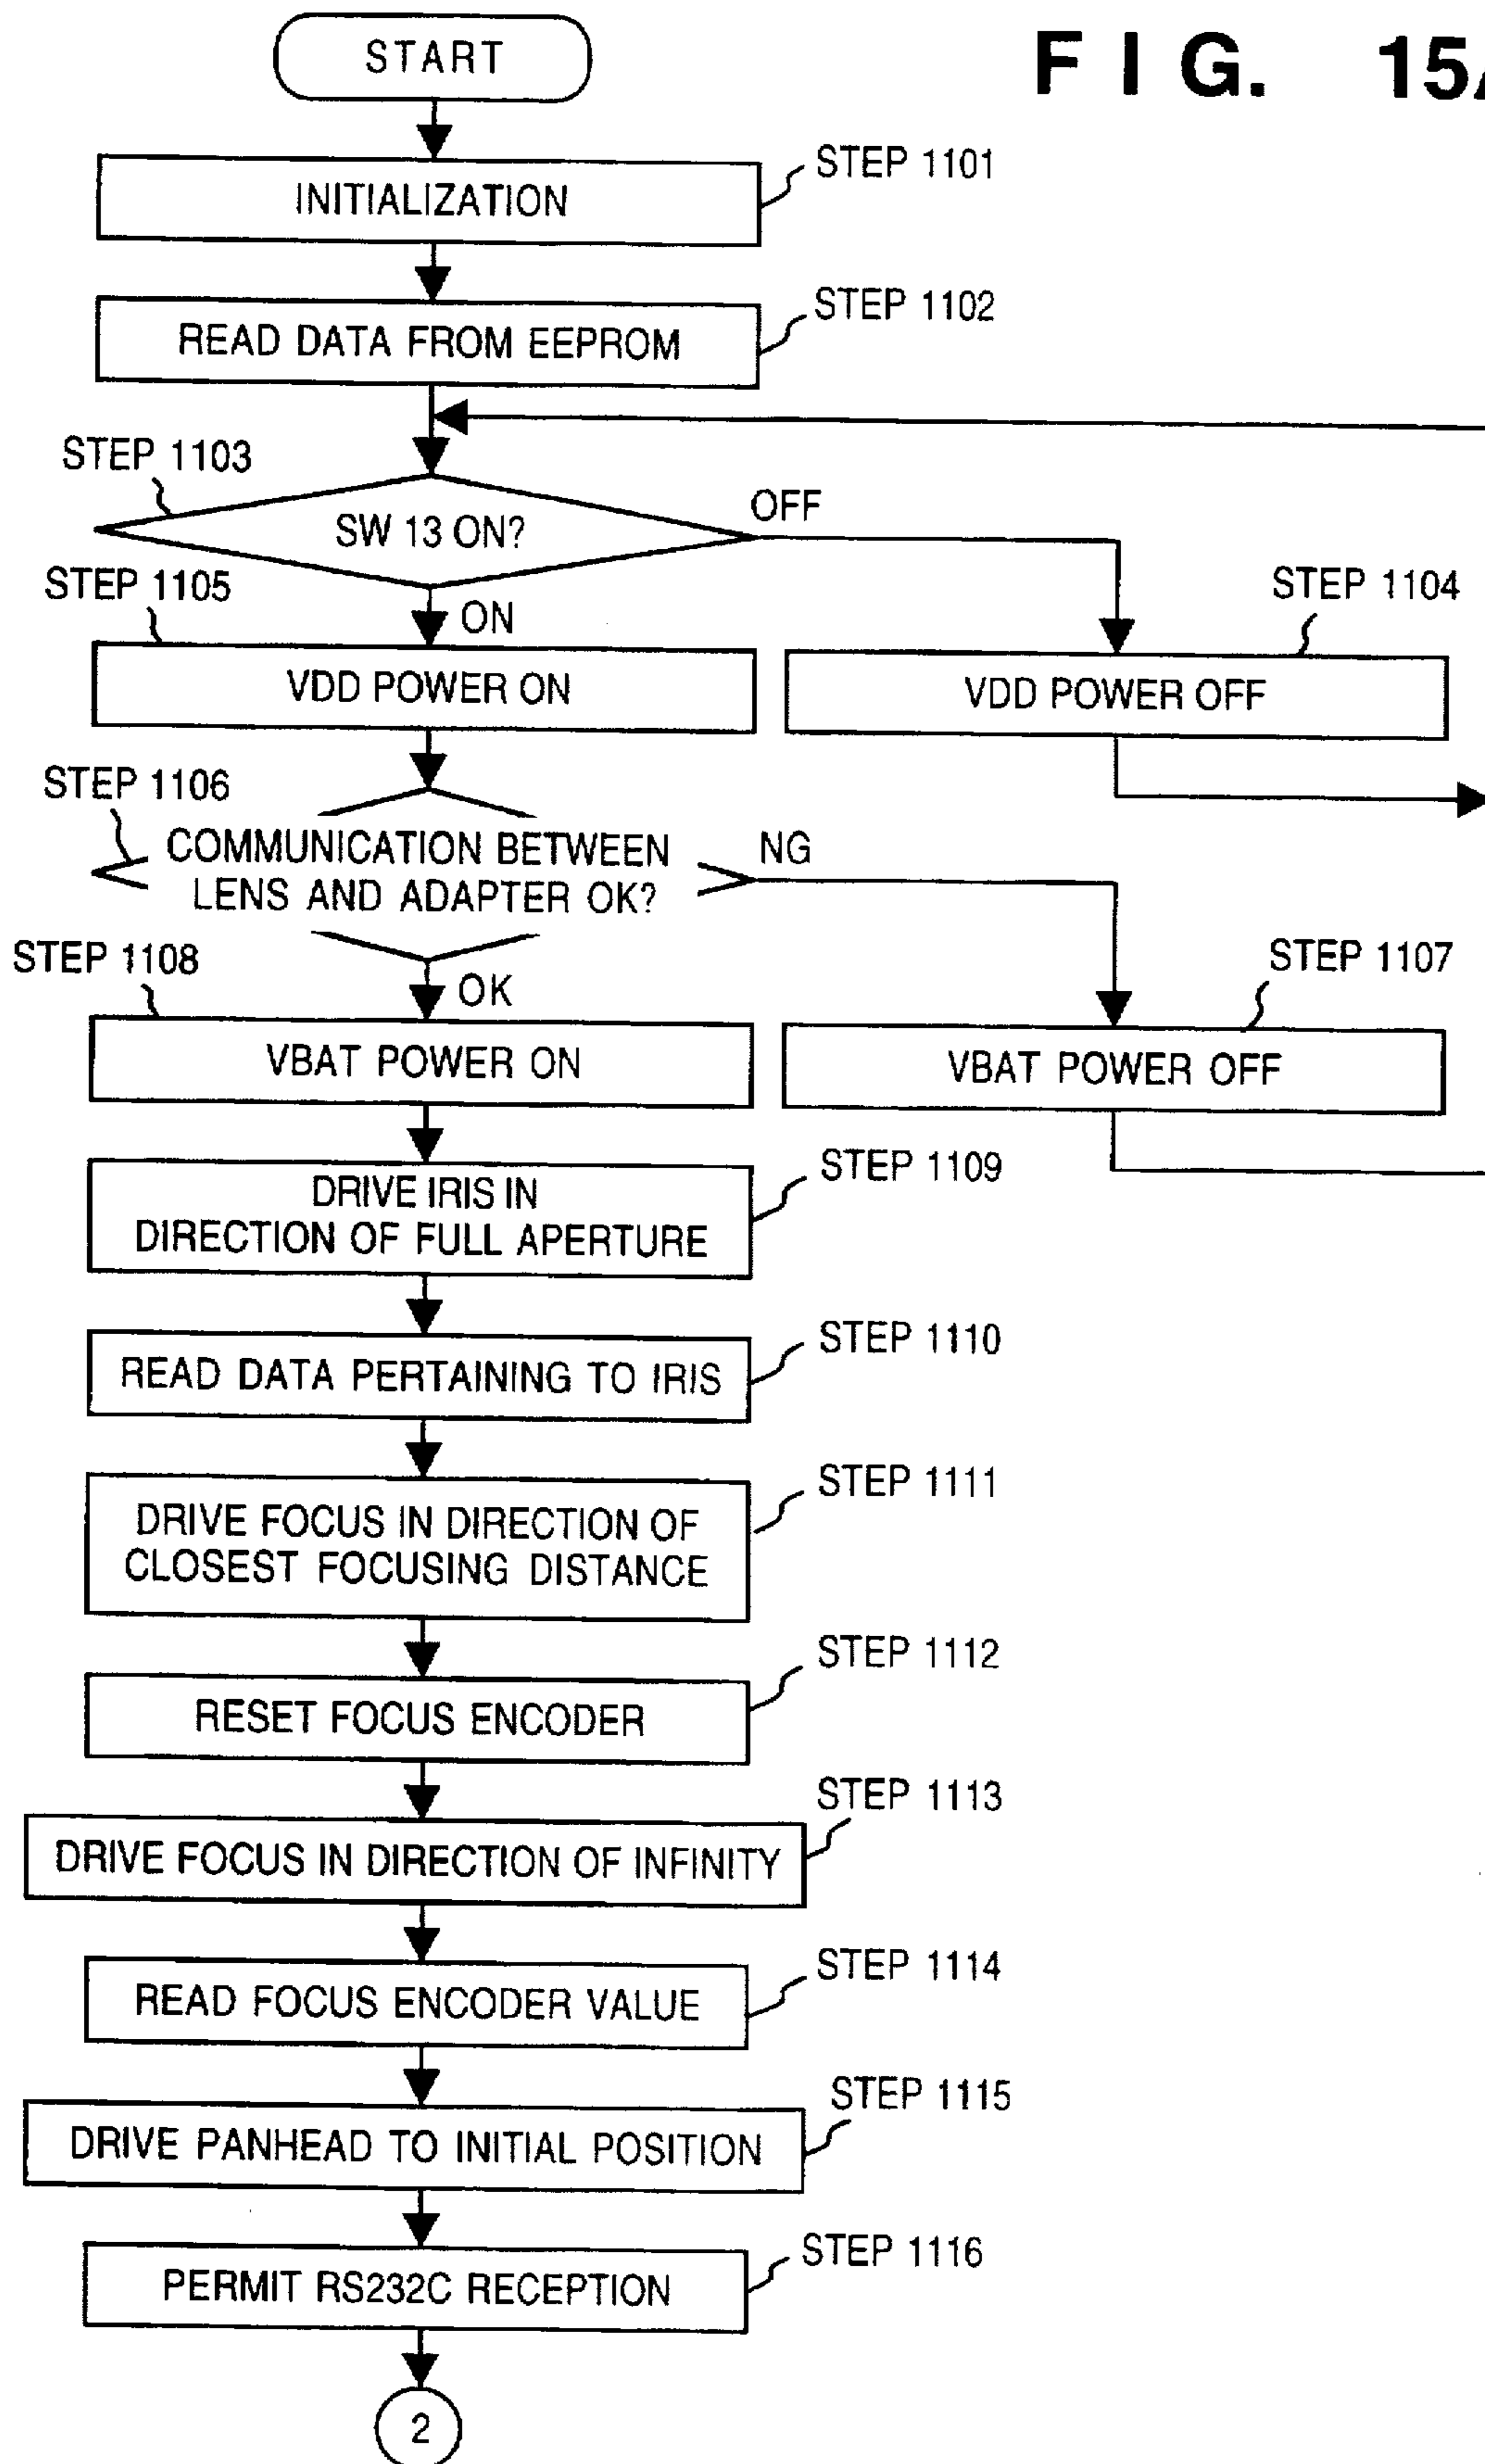 FIG. 15A
START
STEP 1101
INITIALIZATION
STEP 1102
READ DATA FROM EEPROM
STEP 1103
SW 13 ON?
OFF
STEP 1105
ON
STEP 1104
VDD POWER ON
VDD POWER OFF
STEP 1106
COMMUNICATION BETWEEN
LENS AND ADAPTER OK?
NG
STEP 1108
OK
STEP 1107
VBAT POWER ON
VBAT POWER OFF
STEP 1109
DRIVE IRIS IN
DIRECTION OF FULL APERTURE
STEP 1110
READ DATA PERTAINING TO IRIS
STEP 1111
DRIVE FOCUS IN DIRECTION OF
CLOSEST FOCUSING DISTANCE
STEP 1112
RESET FOCUS ENCODER
STEP 1113
DRIVE FOCUS IN DIRECTION OF INFINITY
STEP 1114
READ FOCUS ENCODER VALUE
STEP 1115
DRIVE PANHEAD TO INITIAL POSITION
STEP 1116
PERMIT RS232C RECEPTION
2